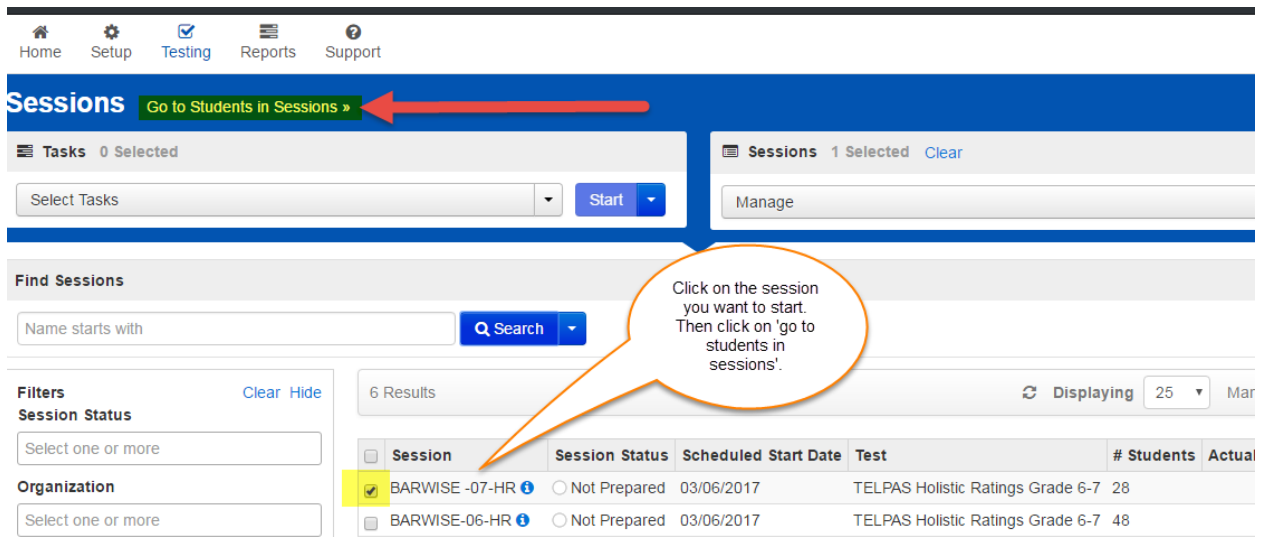 Home Setup Testing Reports Support
Sessions Go to Students in Sessions »
Tasks 0 Selected
Sessions 1 Selected Clear
Select Tasks Start
Manage
Find Sessions
Click on the session
you want to start.
Then click on 'go to
students in
sessions'.
Name starts with Search
Filters Clear Hide
Session Status
Select one or more
Organization
Select one or more
6 Results Displaying 25 Mar
Session Session Status Scheduled Start Date Test # Students Actual
BARWISE -07-HR Not Prepared 03/06/2017 TELPAS Holistic Ratings Grade 6-7 28
BARWISE-06-HR Not Prepared 03/06/2017 TELPAS Holistic Ratings Grade 6-7 48